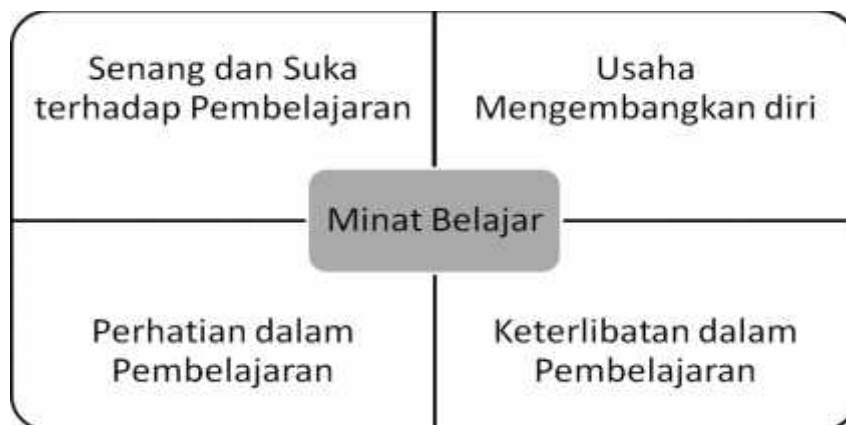 Senang dan Suka
terhadap Pembelajaran
Usaha
Mengembangkan diri
Minat Belajar
Perhatian dalam
Pembelajaran
Keterlibatan dalam
Pembelajaran